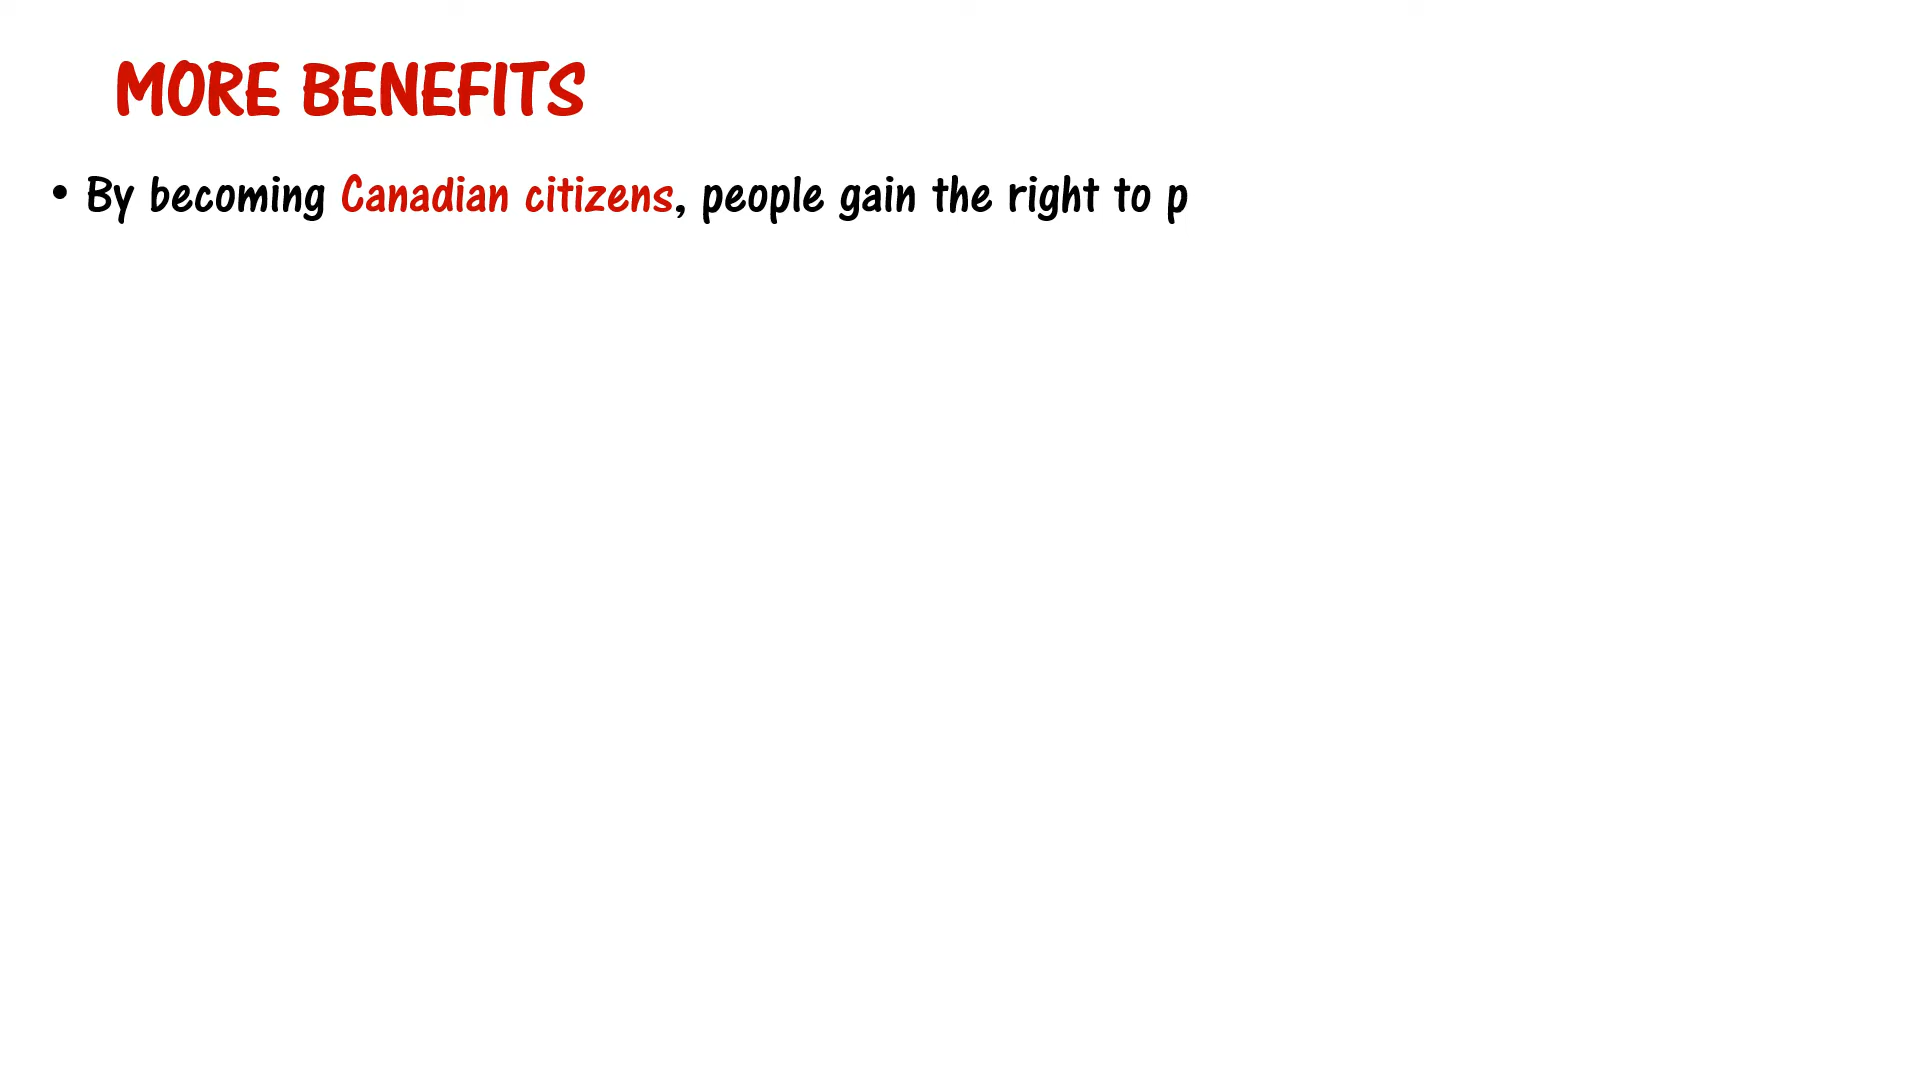 MORE BENEFITS
• By becoming Canadian citizens, people gain the right to p